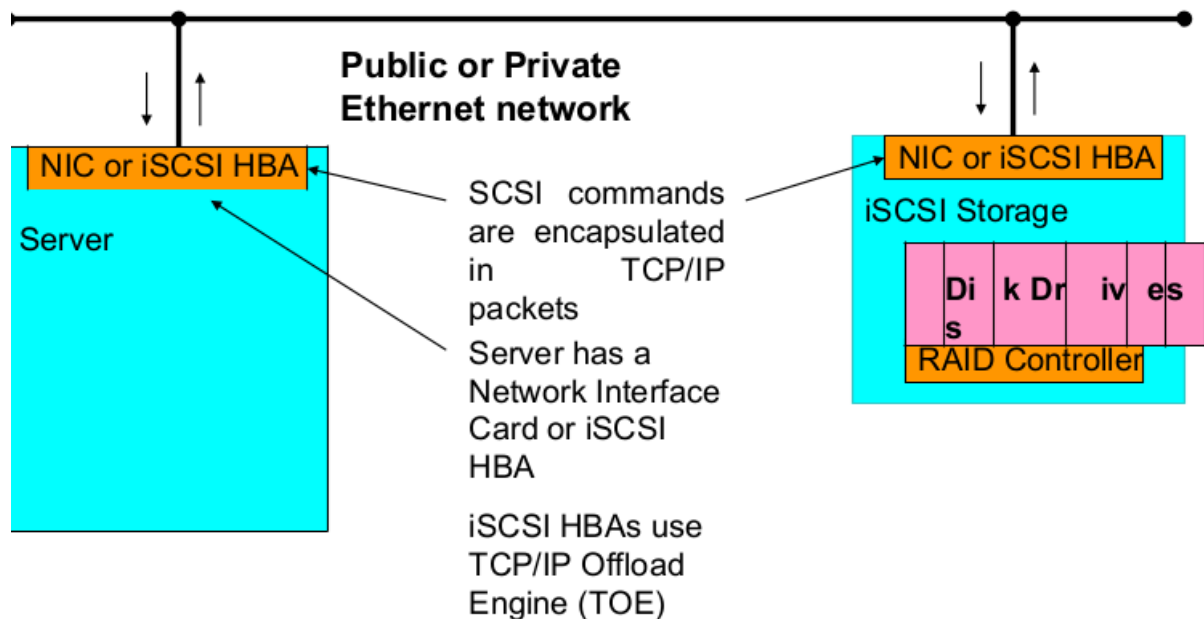 Public or Private
Ethernet network
NIC or iSCSI HBA
Server
SCSI commands
are encapsulated
in TCP/IP
packets
Server has a
Network Interface
Card or iSCSI
HBA
iSCSI HBAs use
TCP/IP Offload
Engine (TOE)
NIC or iSCSI HBA
iSCSI Storage
Di k Dr iv es
s
RAID Controller